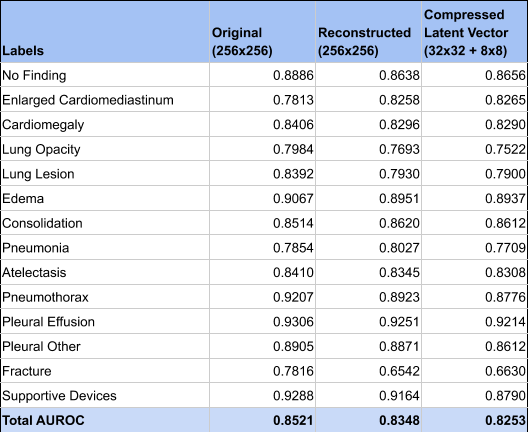 Labels Original (256x256) Reconstructed (256x256) Compressed Latent Vector (32x32 + 8x8)
No Finding 0.8886 0.8638 0.8656
Enlarged Cardiomediastinum 0.7813 0.8258 0.8265
Cardiomegaly 0.8406 0.8296 0.8290
Lung Opacity 0.7984 0.7693 0.7522
Lung Lesion 0.8392 0.7930 0.7900
Edema 0.9067 0.8951 0.8937
Consolidation 0.8514 0.8620 0.8612
Pneumonia 0.7854 0.8027 0.7709
Atelectasis 0.8410 0.8345 0.8308
Pneumothorax 0.9207 0.8923 0.8776
Pleural Effusion 0.9306 0.9251 0.9214
Pleural Other 0.8905 0.8871 0.8612
Fracture 0.7816 0.6542 0.6630
Supportive Devices 0.9288 0.9164 0.8790
Total AUROC 0.8521 0.8348 0.8253